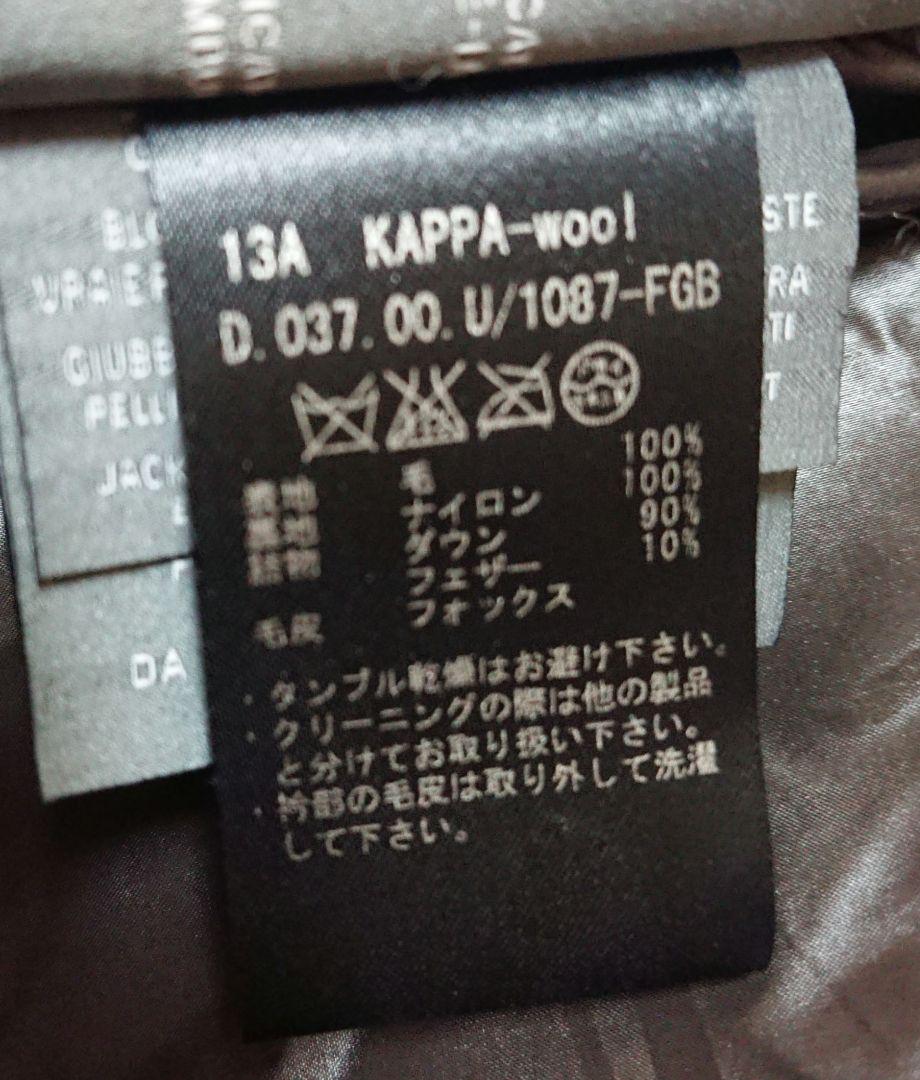 13A KAPPA-wool
D.037.00.U/1087-FGB
表地 毛 100%
裏地 ナイロン 100%
詰物 ダウン 90%
フェザー 10%
毛皮 フォックス
・タンブル乾燥はお避け下さい。
・クリーニングの際は他の製品
と分けてお取り扱い下さい。
・衿部の毛皮は取り外して洗濯
して下さい。
BLO
GIUBB
PELL
JACK
DA
STE
RA
TI
T